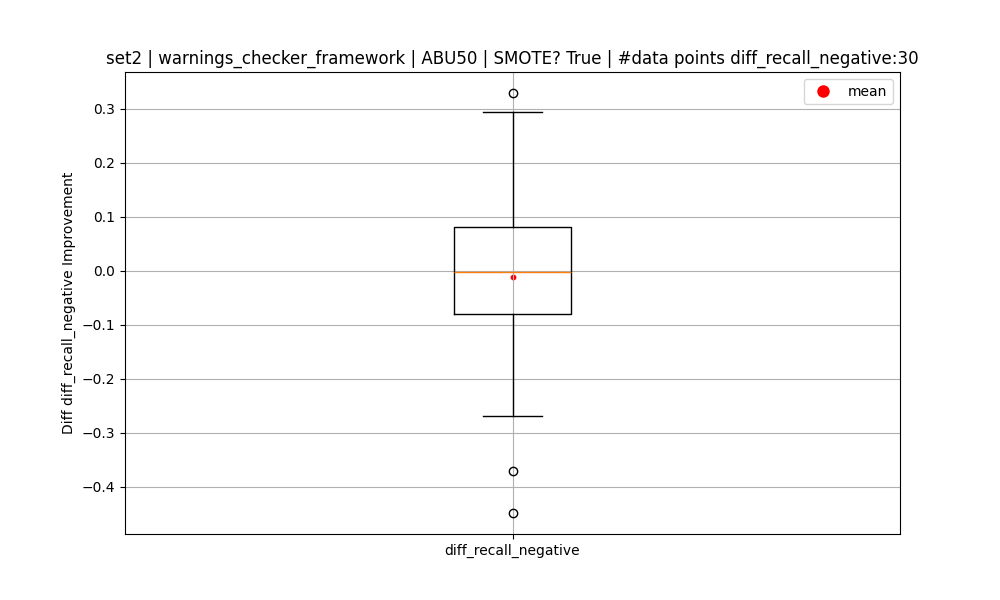 set2 | warnings_checker_framework | ABU50 | SMOTE? True | #data points diff_recall_negative:30
mean
Diff diff_recall_negative Improvement
0.3
0.2
0.1
0.0
−0.1
−0.2
−0.3
−0.4
diff_recall_negative